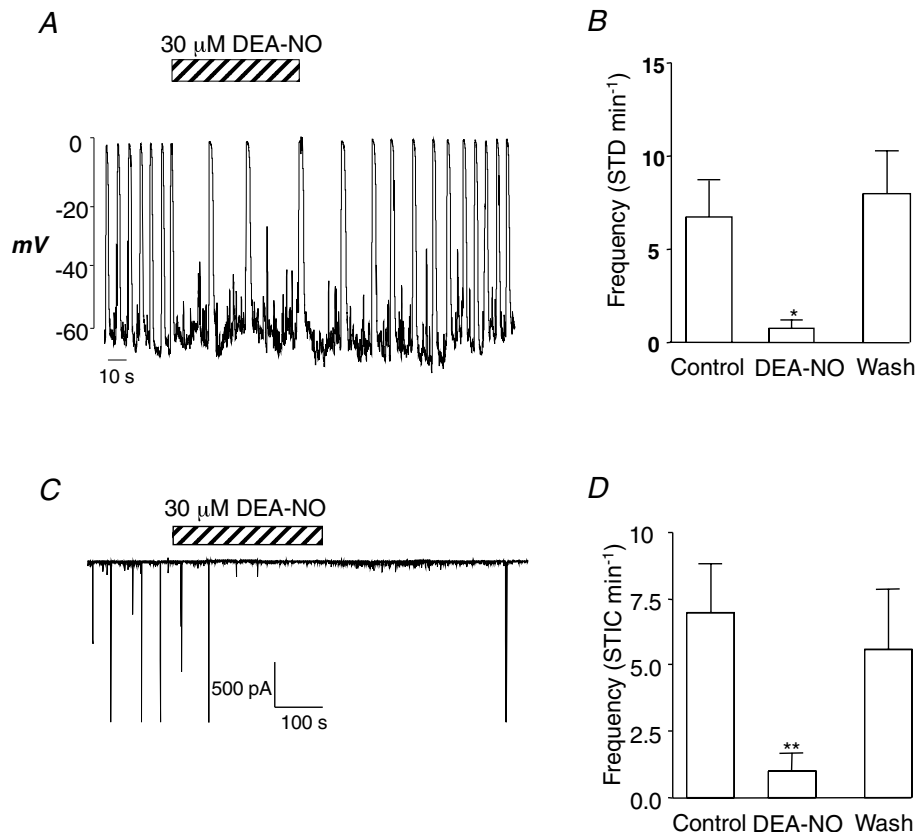 A
30 μM DEA-NO
0
-20
-40
-60
mV
10 s
B
15
10
5
0
Frequency (STD min-1)
*
Control DEA-NO Wash
C
30 μM DEA-NO
500 pA
100 s
D
10
7.5
5.0
2.5
0.0
Frequency (STIC min-1)
**
Control DEA-NO Wash